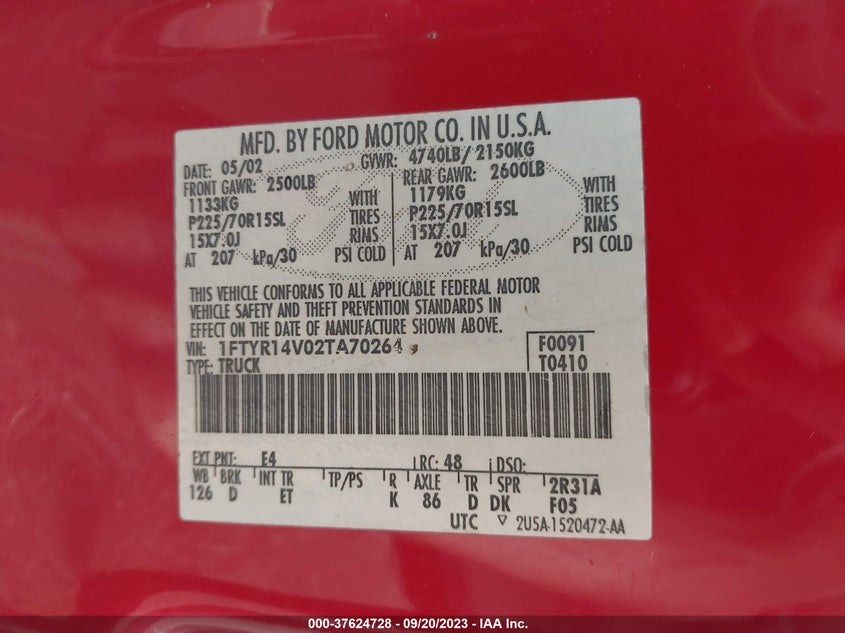 MFD. BY FORD MOTOR CO. IN U.S.A.
DATE: 05/02 GVWR: 4740LB/ 2150KG
FRONT GAWR: 2500LB REAR GAWR: 2600LB
1133KG WITH 1179KG WITH
P225/70R15SL TIRES P225/70R15SL TIRES
15X7.0J RIMS 15X7.0J RIMS
AT 207 kPa/30 PSI COLD AT 207 kPa/30 PSI COLD
THIS VEHICLE CONFORMS TO ALL APPLICABLE FEDERAL MOTOR
VEHICLE SAFETY AND THEFT PREVENTION STANDARDS IN
EFFECT ON THE DATE OF MANUFACTURE SHOWN ABOVE.
VIN: 1FTYR14V02TA70264 F0091
TYPE: TRUCK T0410
EXT PNT: E4 RC: 48 DSO:
WB BRK INT TR TP/PS R AXLE TR SPR 2R31A
126 D ET K 86 D DK F05
UTC ▽ 2U5A-1520472-AA
000-37624728 - 09/20/2023 - IAA Inc.